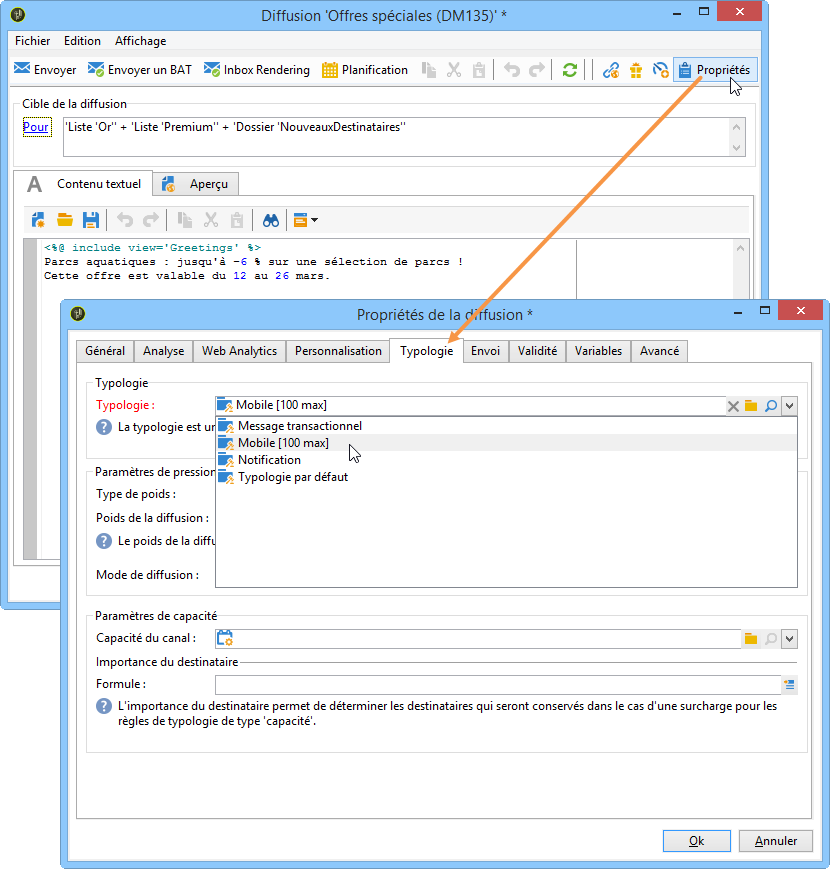 Diffusion 'Offres spéciales (DM135)' *
Fichier Edition Affichage
Envoyer Envoyer un BAT Inbox Rendering Planification Propriétés
Cible de la diffusion
Pour 'Liste 'Or'' + 'Liste 'Premium'' + 'Dossier 'NouveauxDestinataires''
A Contenu textuel Aperçu
<%@ include view='Greetings' %>
Parcs aquatiques : jusqu'à -6 % sur une sélection de parcs !
Cette offre est valable du 12 au 26 mars.
Propriétés de la diffusion *
Général Analyse Web Analytics Personnalisation Typologie Envoi Validité Variables Avancé
Typologie
Typologie : Mobile [100 max]
La typologie est un
Message transactionnel
Mobile [100 max]
Notification
Typologie par défaut
Paramètres de pression
Type de poids :
Poids de la diffusion :
Le poids de la diffu
Mode de diffusion :
Paramètres de capacité
Capacité du canal :
Importance du destinataire
Formule :
L'importance du destinataire permet de déterminer les destinataires qui seront conservés dans le cas d'une surcharge pour les
règles de typologie de type 'capacité'.
Ok Annuler